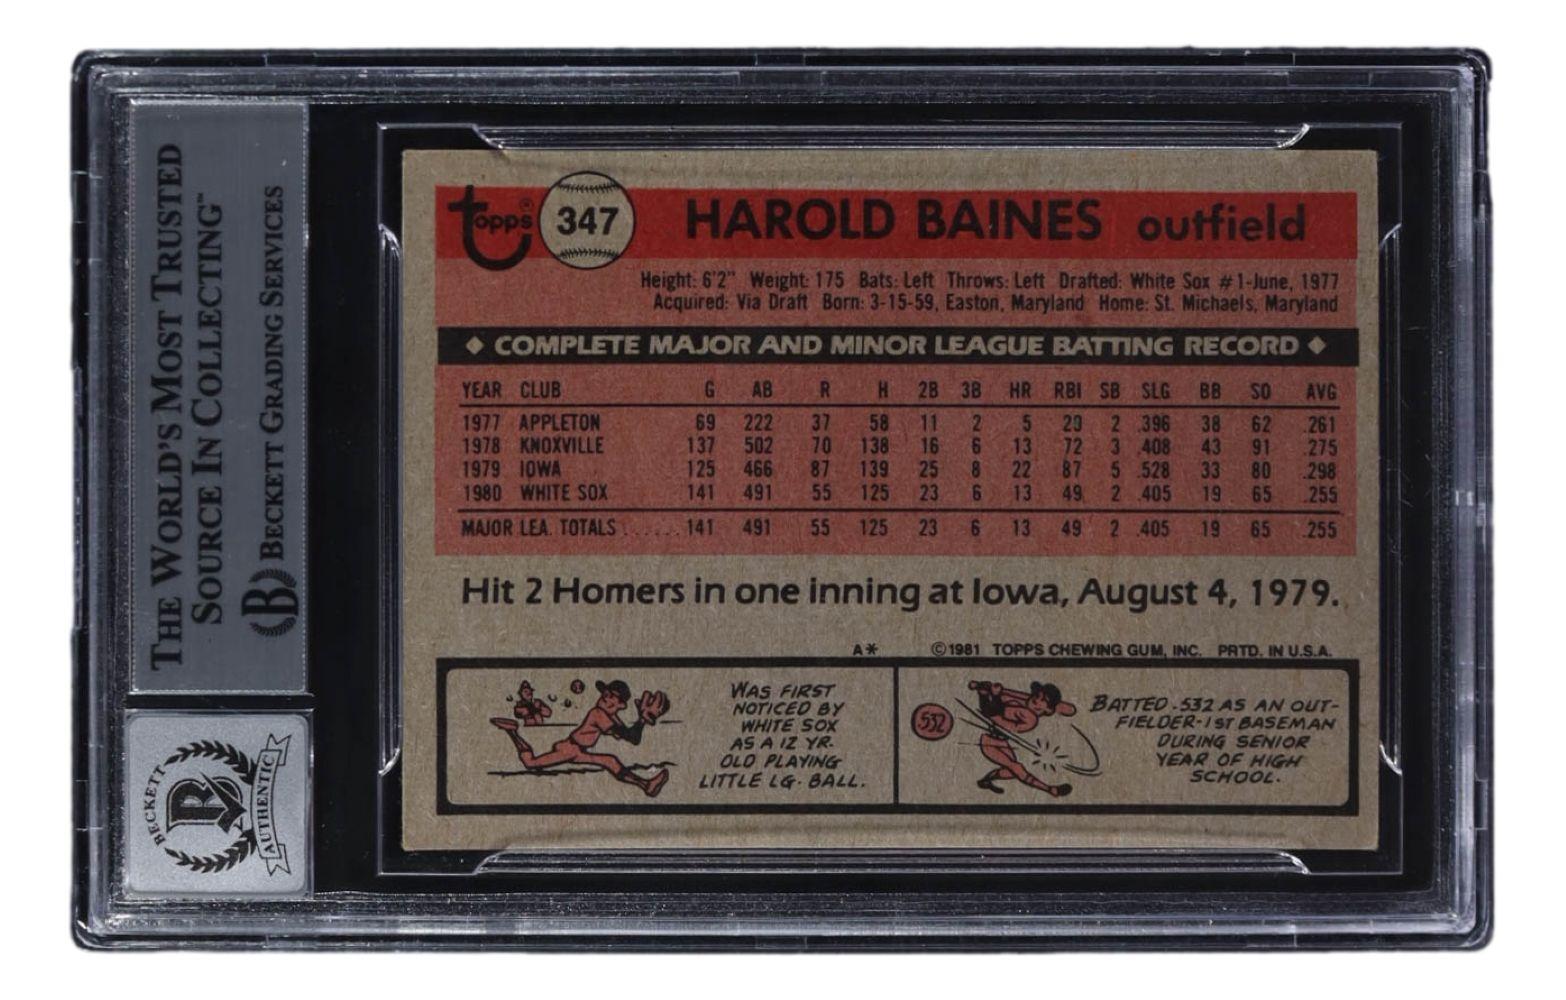 THE WORLD'S MOST TRUSTED
SOURCE IN COLLECTING™
BECKETT GRADING SERVICES
BECKETT
AUTHENTIC
topps® 347 HAROLD BAINES outfield
Height: 6'2" Weight: 175 Bats: Left Throws: Left Drafted: White Sox #1-June, 1977
Acquired: Via Draft Born: 3-15-59, Easton, Maryland Home: St. Michaels, Maryland
◆ COMPLETE MAJOR AND MINOR LEAGUE BATTING RECORD ◆
YEAR CLUB G AB R H 2B 3B HR RBI SB SLG BB SO AVG
1977 APPLETON 69 222 37 58 11 2 5 29 2 .396 38 62 .261
1978 KNOXVILLE 137 502 70 138 16 6 13 72 3 .408 43 91 .275
1979 IOWA 125 466 87 139 25 8 22 87 5 .528 33 80 .298
1980 WHITE SOX 141 491 55 125 23 6 13 49 2 .405 19 65 .255
MAJOR LEA. TOTALS ...... 141 491 55 125 23 6 13 49 2 .405 19 65 .255
Hit 2 Homers in one inning at Iowa, August 4, 1979.
A* ©1981 TOPPS CHEWING GUM, INC. PRTD. IN U.S.A.
WAS FIRST
NOTICED BY
WHITE SOX
AS A 12 YR.
OLD PLAYING
LITTLE LG. BALL.
.532
BATTED .532 AS AN OUT-
FIELDER-1ST BASEMAN
DURING SENIOR
YEAR OF HIGH
SCHOOL.